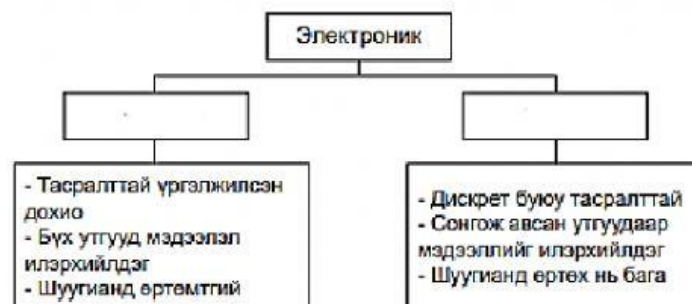 Электроник
- Тасралттай үргэлжилсэн
дохио
- Бүх утгууд мэдээлэл
илэрхийлдэг
- Шуугианд өртөмтгий
- Дискрет буюу тасралттай
- Сонгож авсан утгуудаар
мэдээллийг илэрхийлдэг
- Шуугианд өртөх нь бага